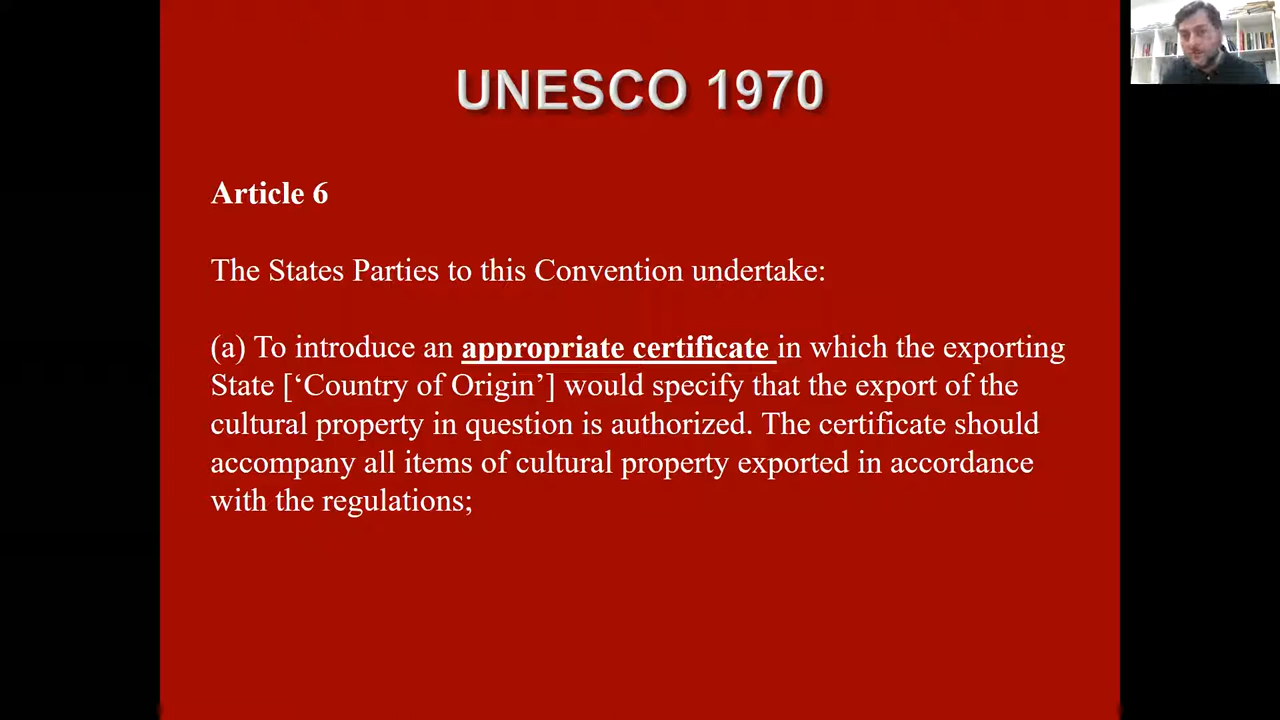 UNESCO 1970
Article 6
The States Parties to this Convention undertake:
(a) To introduce an appropriate certificate in which the exporting
State [‘Country of Origin’] would specify that the export of the
cultural property in question is authorized. The certificate should
accompany all items of cultural property exported in accordance
with the regulations;